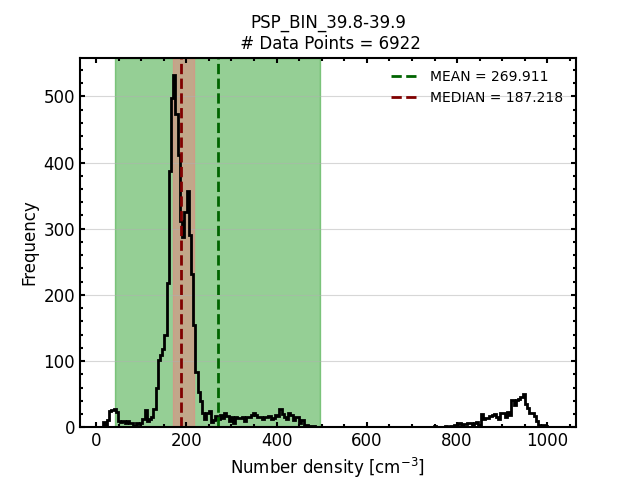 PSP_BIN_39.8-39.9
# Data Points = 6922
MEAN = 269.911
MEDIAN = 187.218
Frequency
500
400
300
200
100
0
0 200 400 600 800 1000
Number density [cm⁻³]